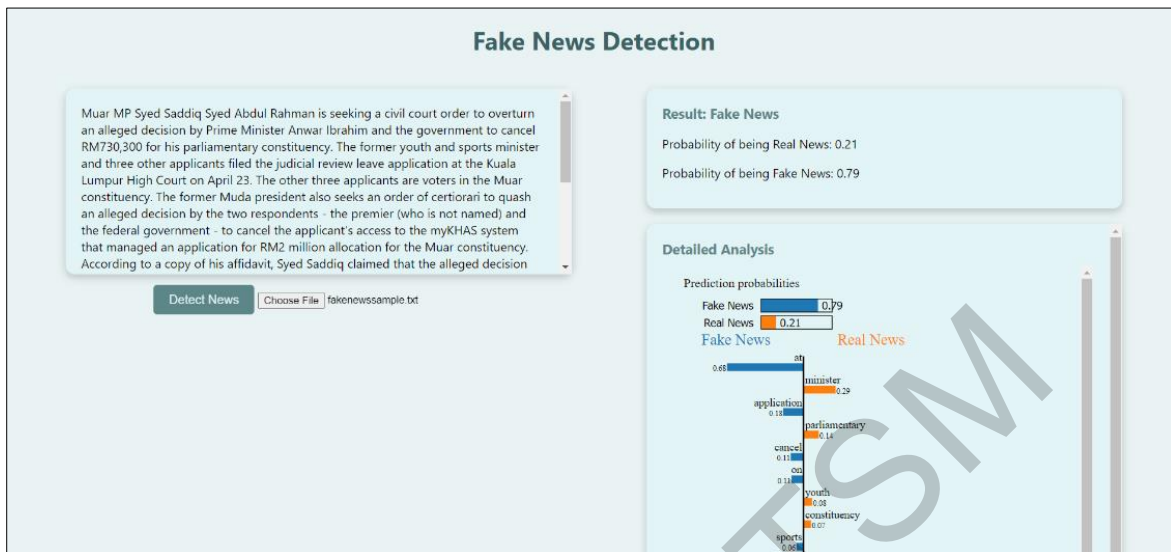 Fake News Detection
Muar MP Syed Saddiq Syed Abdul Rahman is seeking a civil court order to overturn
an alleged decision by Prime Minister Anwar Ibrahim and the government to cancel
RM730,300 for his parliamentary constituency. The former youth and sports minister
and three other applicants filed the judicial review leave application at the Kuala
Lumpur High Court on April 23. The other three applicants are voters in the Muar
constituency. The former Muda president also seeks an order of certiorari to quash
an alleged decision by the two respondents - the premier (who is not named) and
the federal government - to cancel the applicant's access to the myKHAS system
that managed an application for RM2 million allocation for the Muar constituency.
According to a copy of his affidavit, Syed Saddiq claimed that the alleged decision
Detect News
Choose File fakenewssample.txt
Result: Fake News
Probability of being Real News: 0.21
Probability of being Fake News: 0.79
Detailed Analysis
Prediction probabilities
Fake News 0.79
Real News 0.21
Fake News Real News
at
0.68
minister
0.29
application
0.18
parliamentary
0.14
cancel
0.11
on
0.11
youth
0.08
constituency
0.07
sports
0.06
TSM